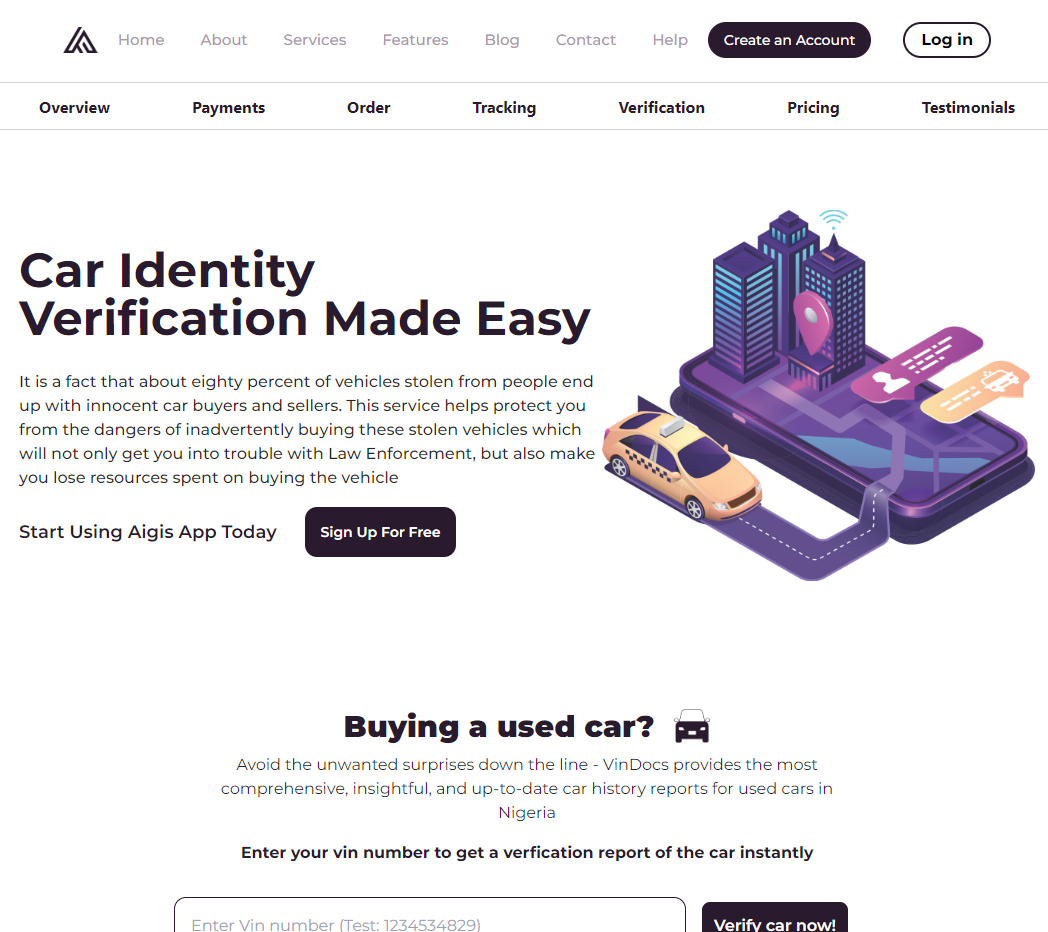 Home About Services Features Blog Contact Help Create an Account Log in
Overview Payments Order Tracking Verification Pricing Testimonials
Car Identity
Verification Made Easy
It is a fact that about eighty percent of vehicles stolen from people end
up with innocent car buyers and sellers. This service helps protect you
from the dangers of inadvertently buying these stolen vehicles which
will not only get you into trouble with Law Enforcement, but also make
you lose resources spent on buying the vehicle
Start Using Aigis App Today Sign Up For Free
Buying a used car?
Avoid the unwanted surprises down the line - VinDocs provides the most
comprehensive, insightful, and up-to-date car history reports for used cars in
Nigeria
Enter your vin number to get a verfication report of the car instantly
Enter Vin number (Test: 1234534829) Verify car now!